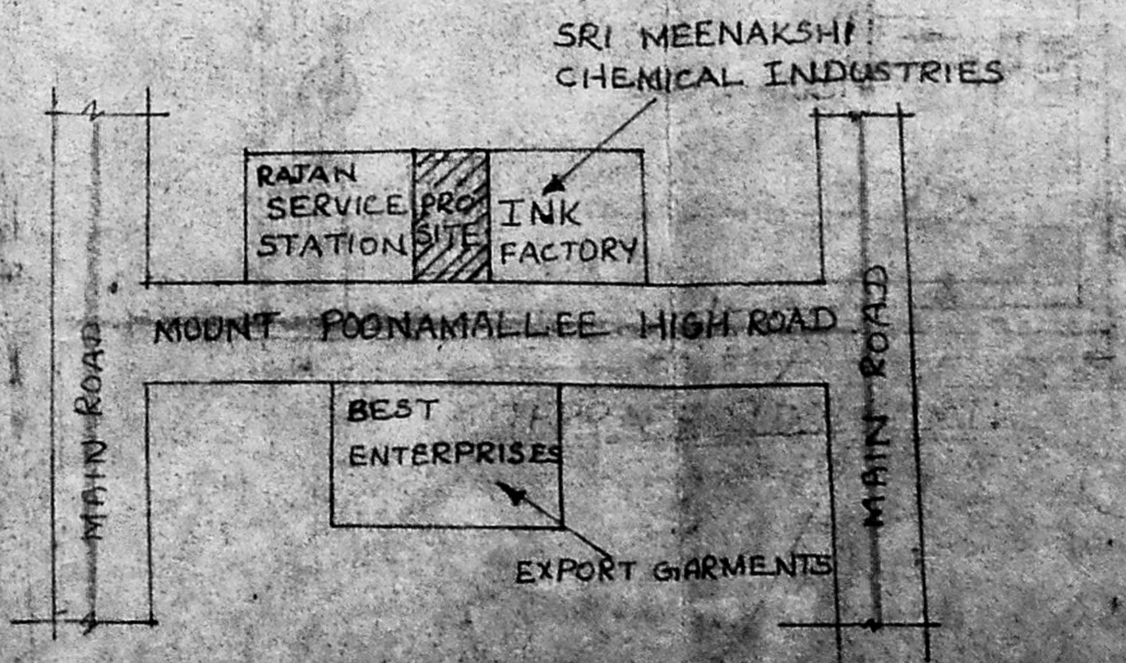 SRI MEENAKSHI
CHEMICAL INDUSTRIES
RAJAN
SERVICE
STATION
PRO
SITE
INK
FACTORY
MOUNT POONAMALLEE HIGH ROAD
MAIN ROAD
MAIN ROAD
BEST
ENTERPRISES
EXPORT GARMENTS